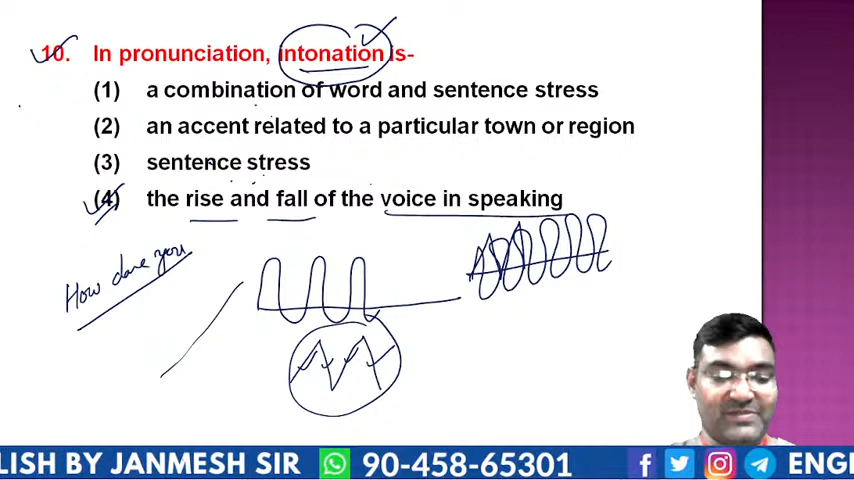 10. In pronunciation, intonation is-
(1) a combination of word and sentence stress
(2) an accent related to a particular town or region
(3) sentence stress
(4) the rise and fall of the voice in speaking
How dare you
LISH BY JANMESH SIR 90-458-65301 ENG